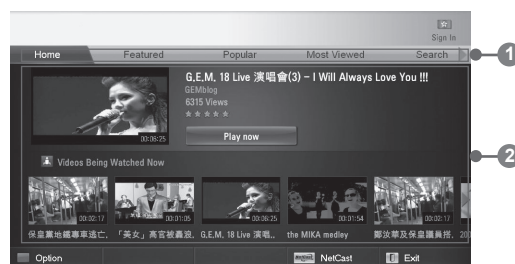 Sign In
Home Featured Popular Most Viewed Search
1
G.E.M. 18 Live 演唱會(3) – I Will Always Love You !!!
GEMblog
6315 Views
00:06:25
Play now
2
Videos Being Watched Now
00:02:17 00:01:05 00:06:25 00:01:54 00:02:17
保皇黨地鐵專車逃亡. 「美女」高官被轟浪. G.E.M. 18 Live 演唱.. the MIKA medley 鄭汝華及保皇議員搭. 20
Option NetCast Exit